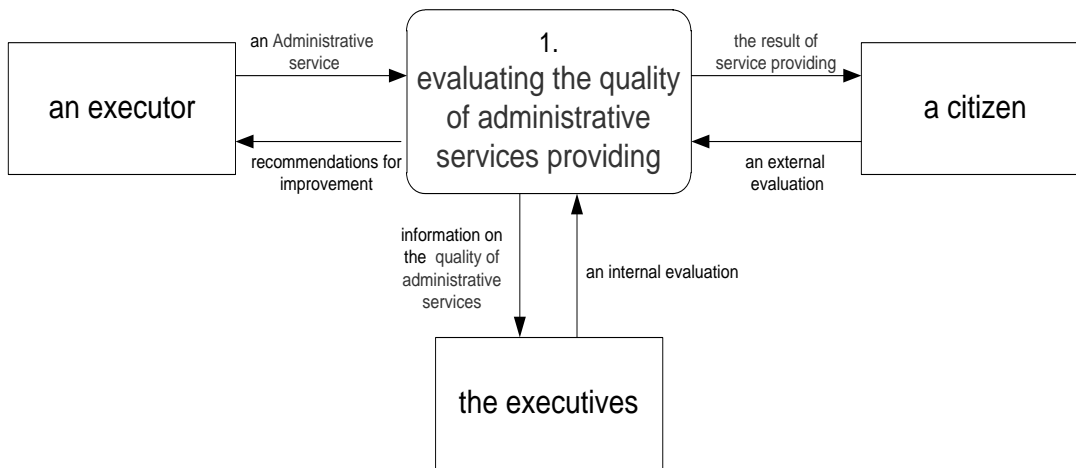 an executor
an Administrative
service
recommendations for
improvement
1.
evaluating the quality
of administrative
services providing
the result of
service providing
an external
evaluation
a citizen
information on
the quality of
administrative
services
an internal evaluation
the executives